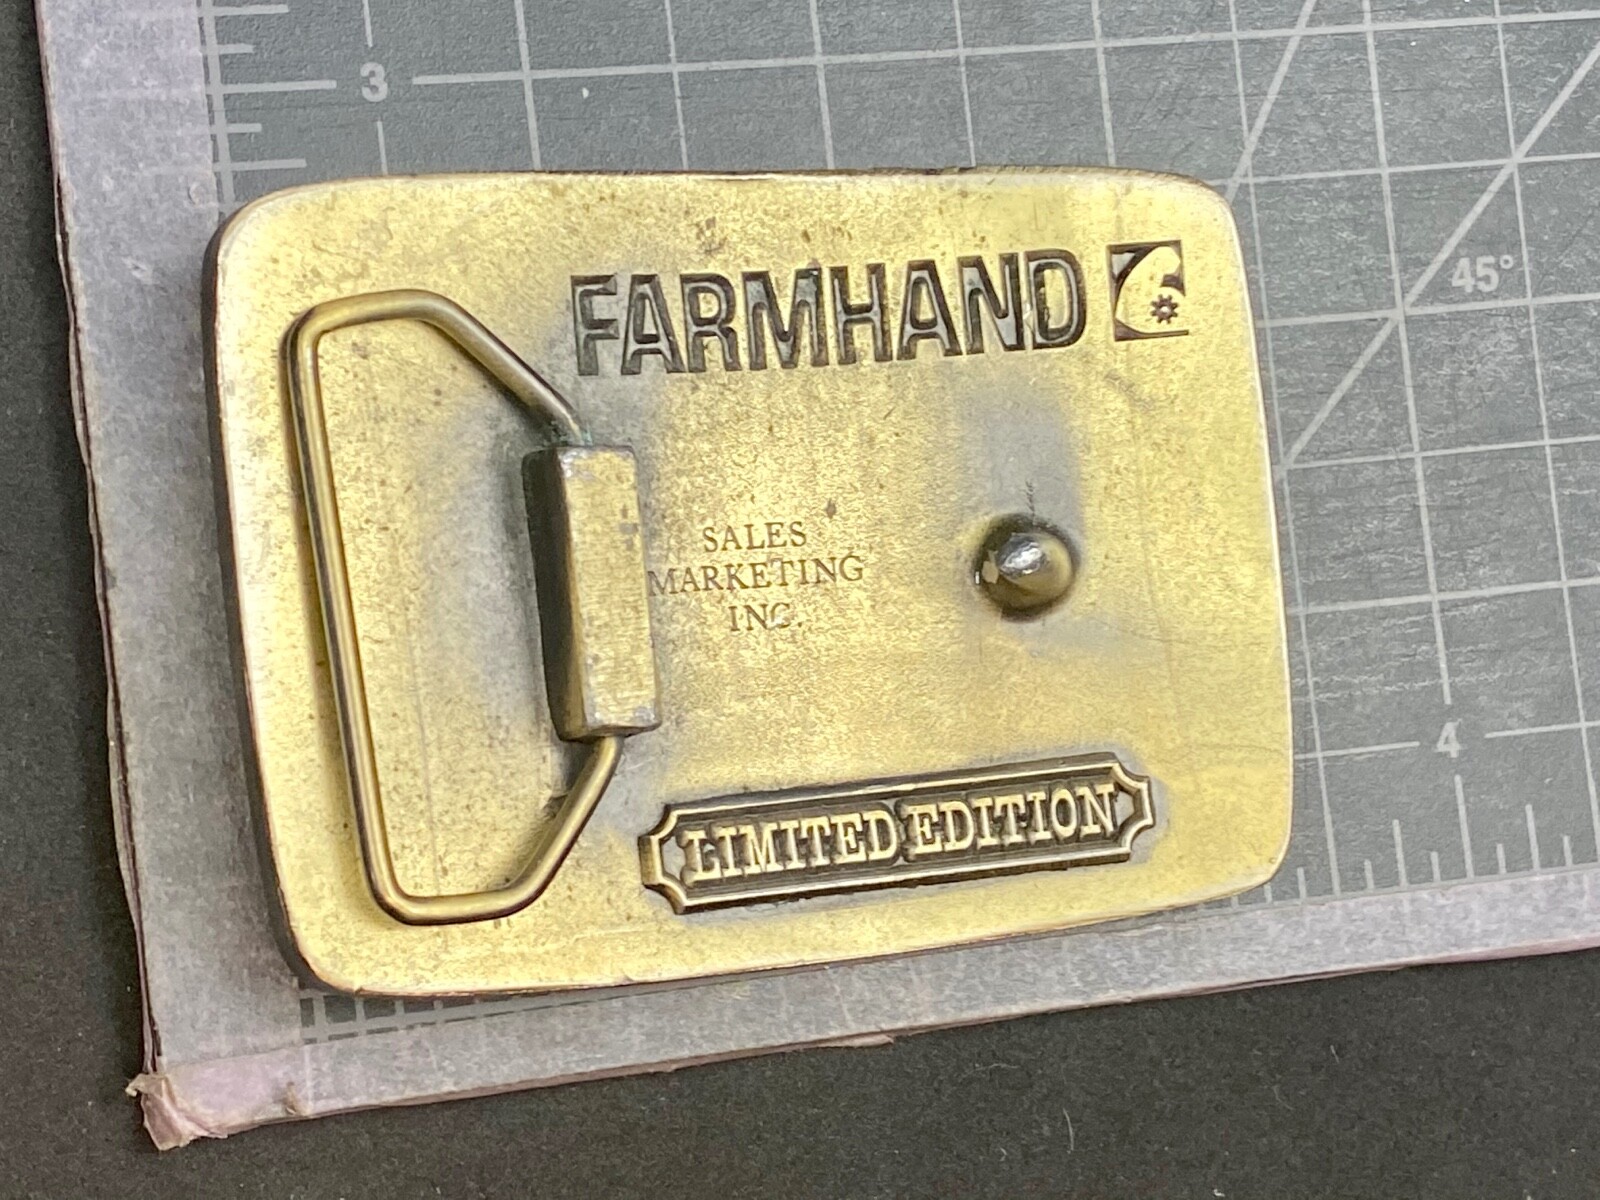 3
FARMHAND
45°
SALES
MARKETING
INC.
4
LIMITED EDITION